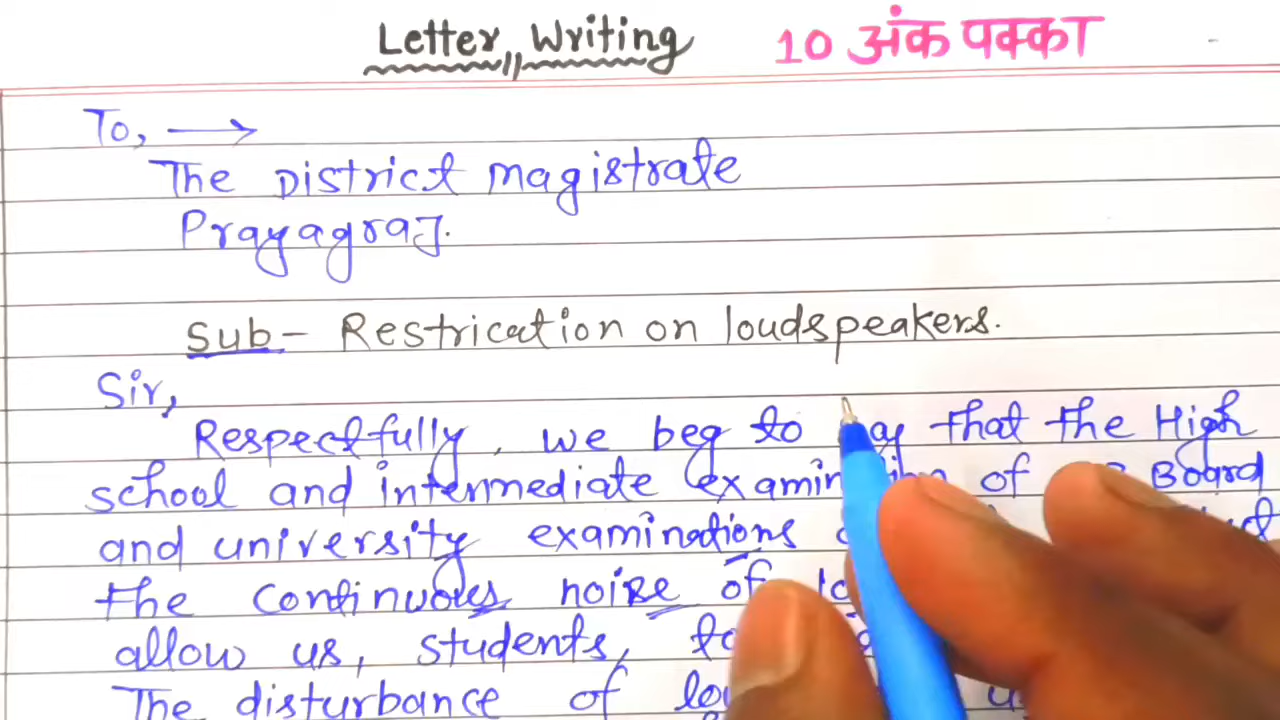 Letter,, Writing 10 अंक पक्का
To, →
The District magistrate
Prayagraj.
Sub - Restrication on loudspeakers.
Sir,
Respectfully, we beg to that the High
school and intermediate of Board
and university examinations
the continuous noise of
allow us, students,
The disturbance of